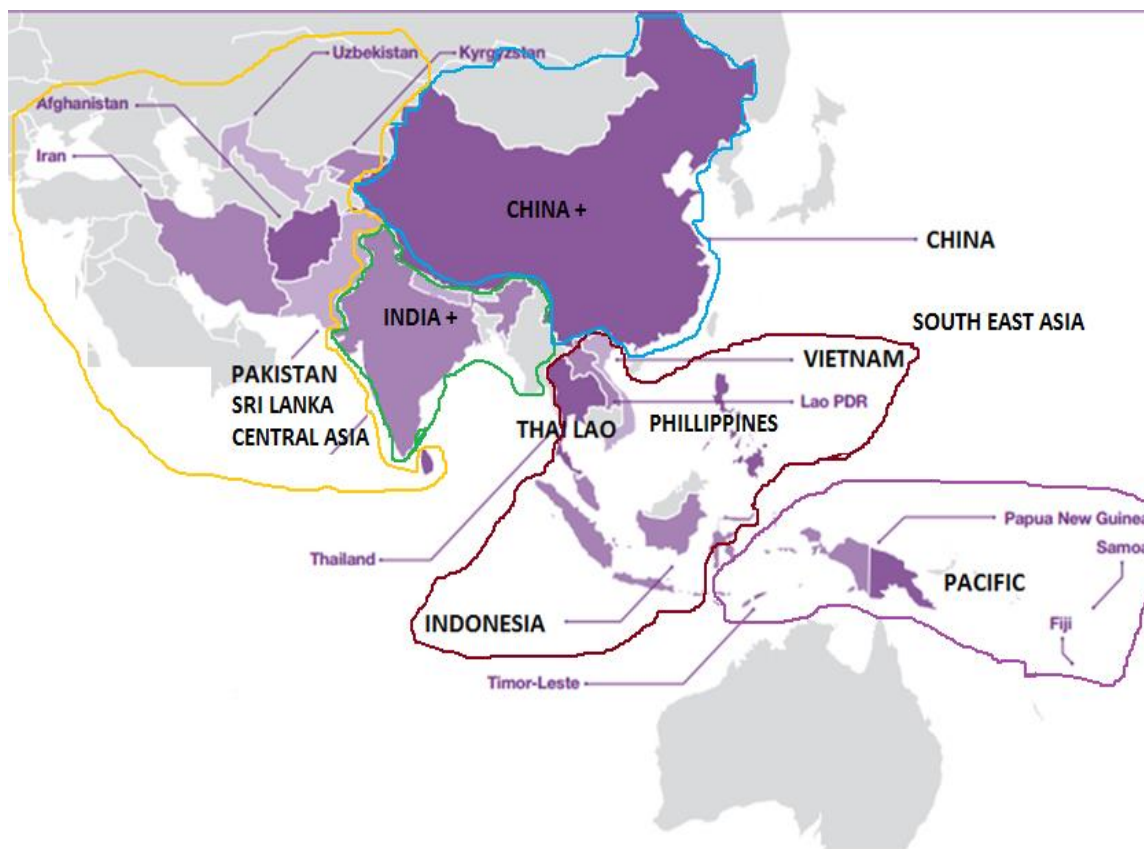 Uzbekistan
Kyrgyzstan
Afghanistan
Iran
CHINA +
CHINA
INDIA +
SOUTH EAST ASIA
PAKISTAN
SRI LANKA
CENTRAL ASIA
VIETNAM
Lao PDR
THAI LAO
PHILLIPPINES
Thailand
Papua New Guinea
Samoa
PACIFIC
INDONESIA
Fiji
Timor-Leste